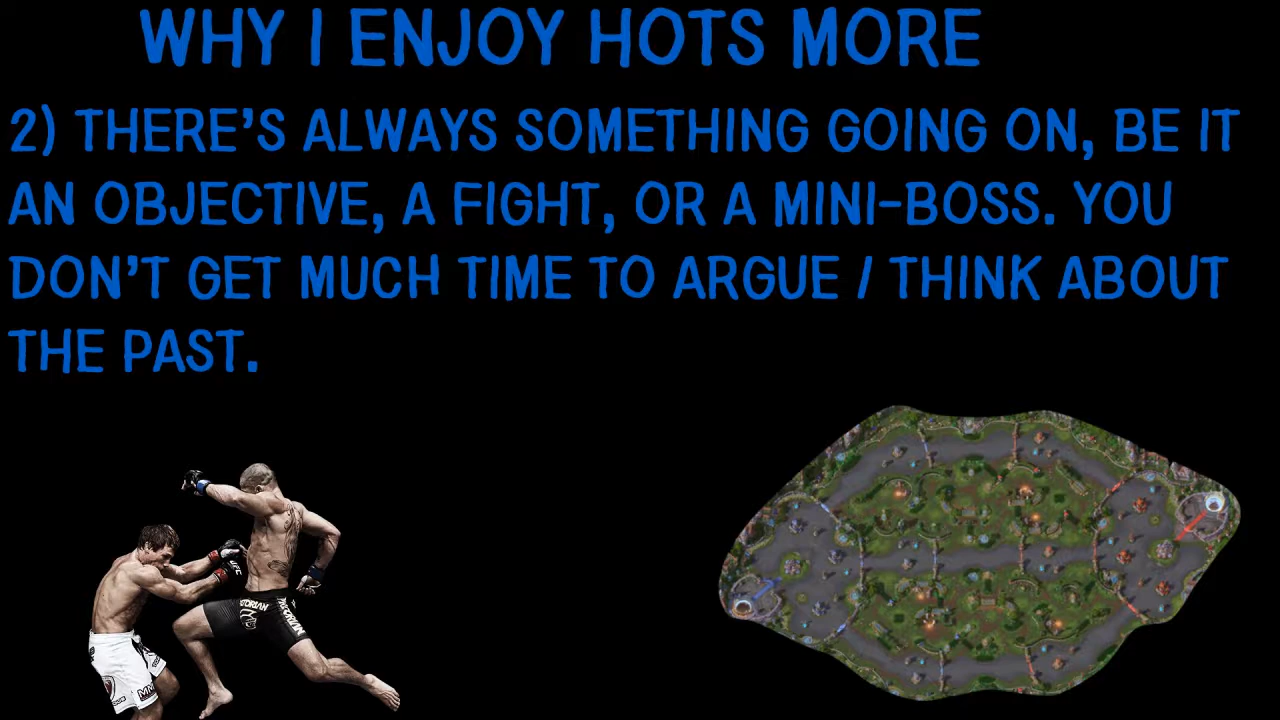 WHY I ENJOY HOTS MORE
2) THERE'S ALWAYS SOMETHING GOING ON, BE IT
AN OBJECTIVE, A FIGHT, OR A MINI-BOSS. YOU
DON'T GET MUCH TIME TO ARGUE / THINK ABOUT
THE PAST.
UFC